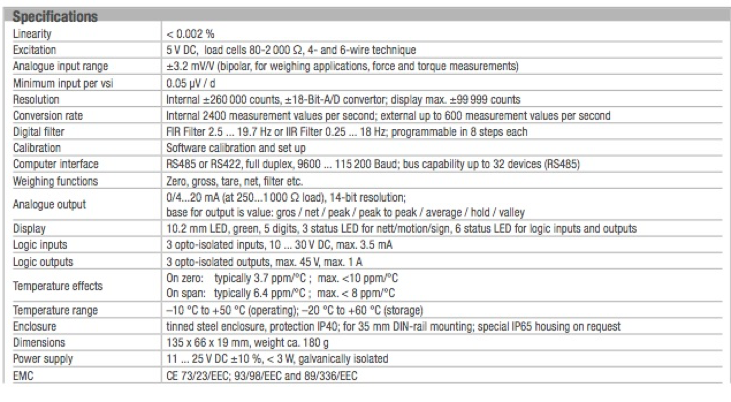 Specifications
Linearity < 0.002 %
Excitation 5 V DC, load cells 80-2 000 Ω, 4- and 6-wire technique
Analogue input range ±3.2 mV/V (bipolar, for weighing applications, force and torque measurements)
Minimum input per vsi 0.05 µV / d
Resolution Internal ±260 000 counts, ±18-Bit-A/D convertor; display max. ±99 999 counts
Conversion rate Internal 2400 measurement values per second; external up to 600 measurement values per second
Digital filter FIR Filter 2.5 ... 19.7 Hz or IIR Filter 0.25 ... 18 Hz; programmable in 8 steps each
Calibration Software calibration and set up
Computer interface RS485 or RS422, full duplex, 9600 ... 115 200 Baud; bus capability up to 32 devices (RS485)
Weighing functions Zero, gross, tare, net, filter etc.
Analogue output 0/4...20 mA (at 250...1 000 Ω load), 14-bit resolution;
base for output is value: gros / net / peak / peak to peak / average / hold / valley
Display 10.2 mm LED, green, 5 digits, 3 status LED for nett/motion/sign, 6 status LED for logic inputs and outputs
Logic inputs 3 opto-isolated inputs, 10 ... 30 V DC, max. 3.5 mA
Logic outputs 3 opto-isolated outputs, max. 45 V, max. 1 A
Temperature effects On zero: typically 3.7 ppm/°C ; max. <10 ppm/°C
On span: typically 6.4 ppm/°C ; max. < 8 ppm/°C
Temperature range –10 °C to +50 °C (operating); –20 °C to +60 °C (storage)
Enclosure tinned steel enclosure, protection IP40; for 35 mm DIN-rail mounting; special IP65 housing on request
Dimensions 135 x 66 x 19 mm, weight ca. 180 g
Power supply 11 ... 25 V DC ±10 %, < 3 W, galvanically isolated
EMC CE 73/23/EEC; 93/98/EEC and 89/336/EEC